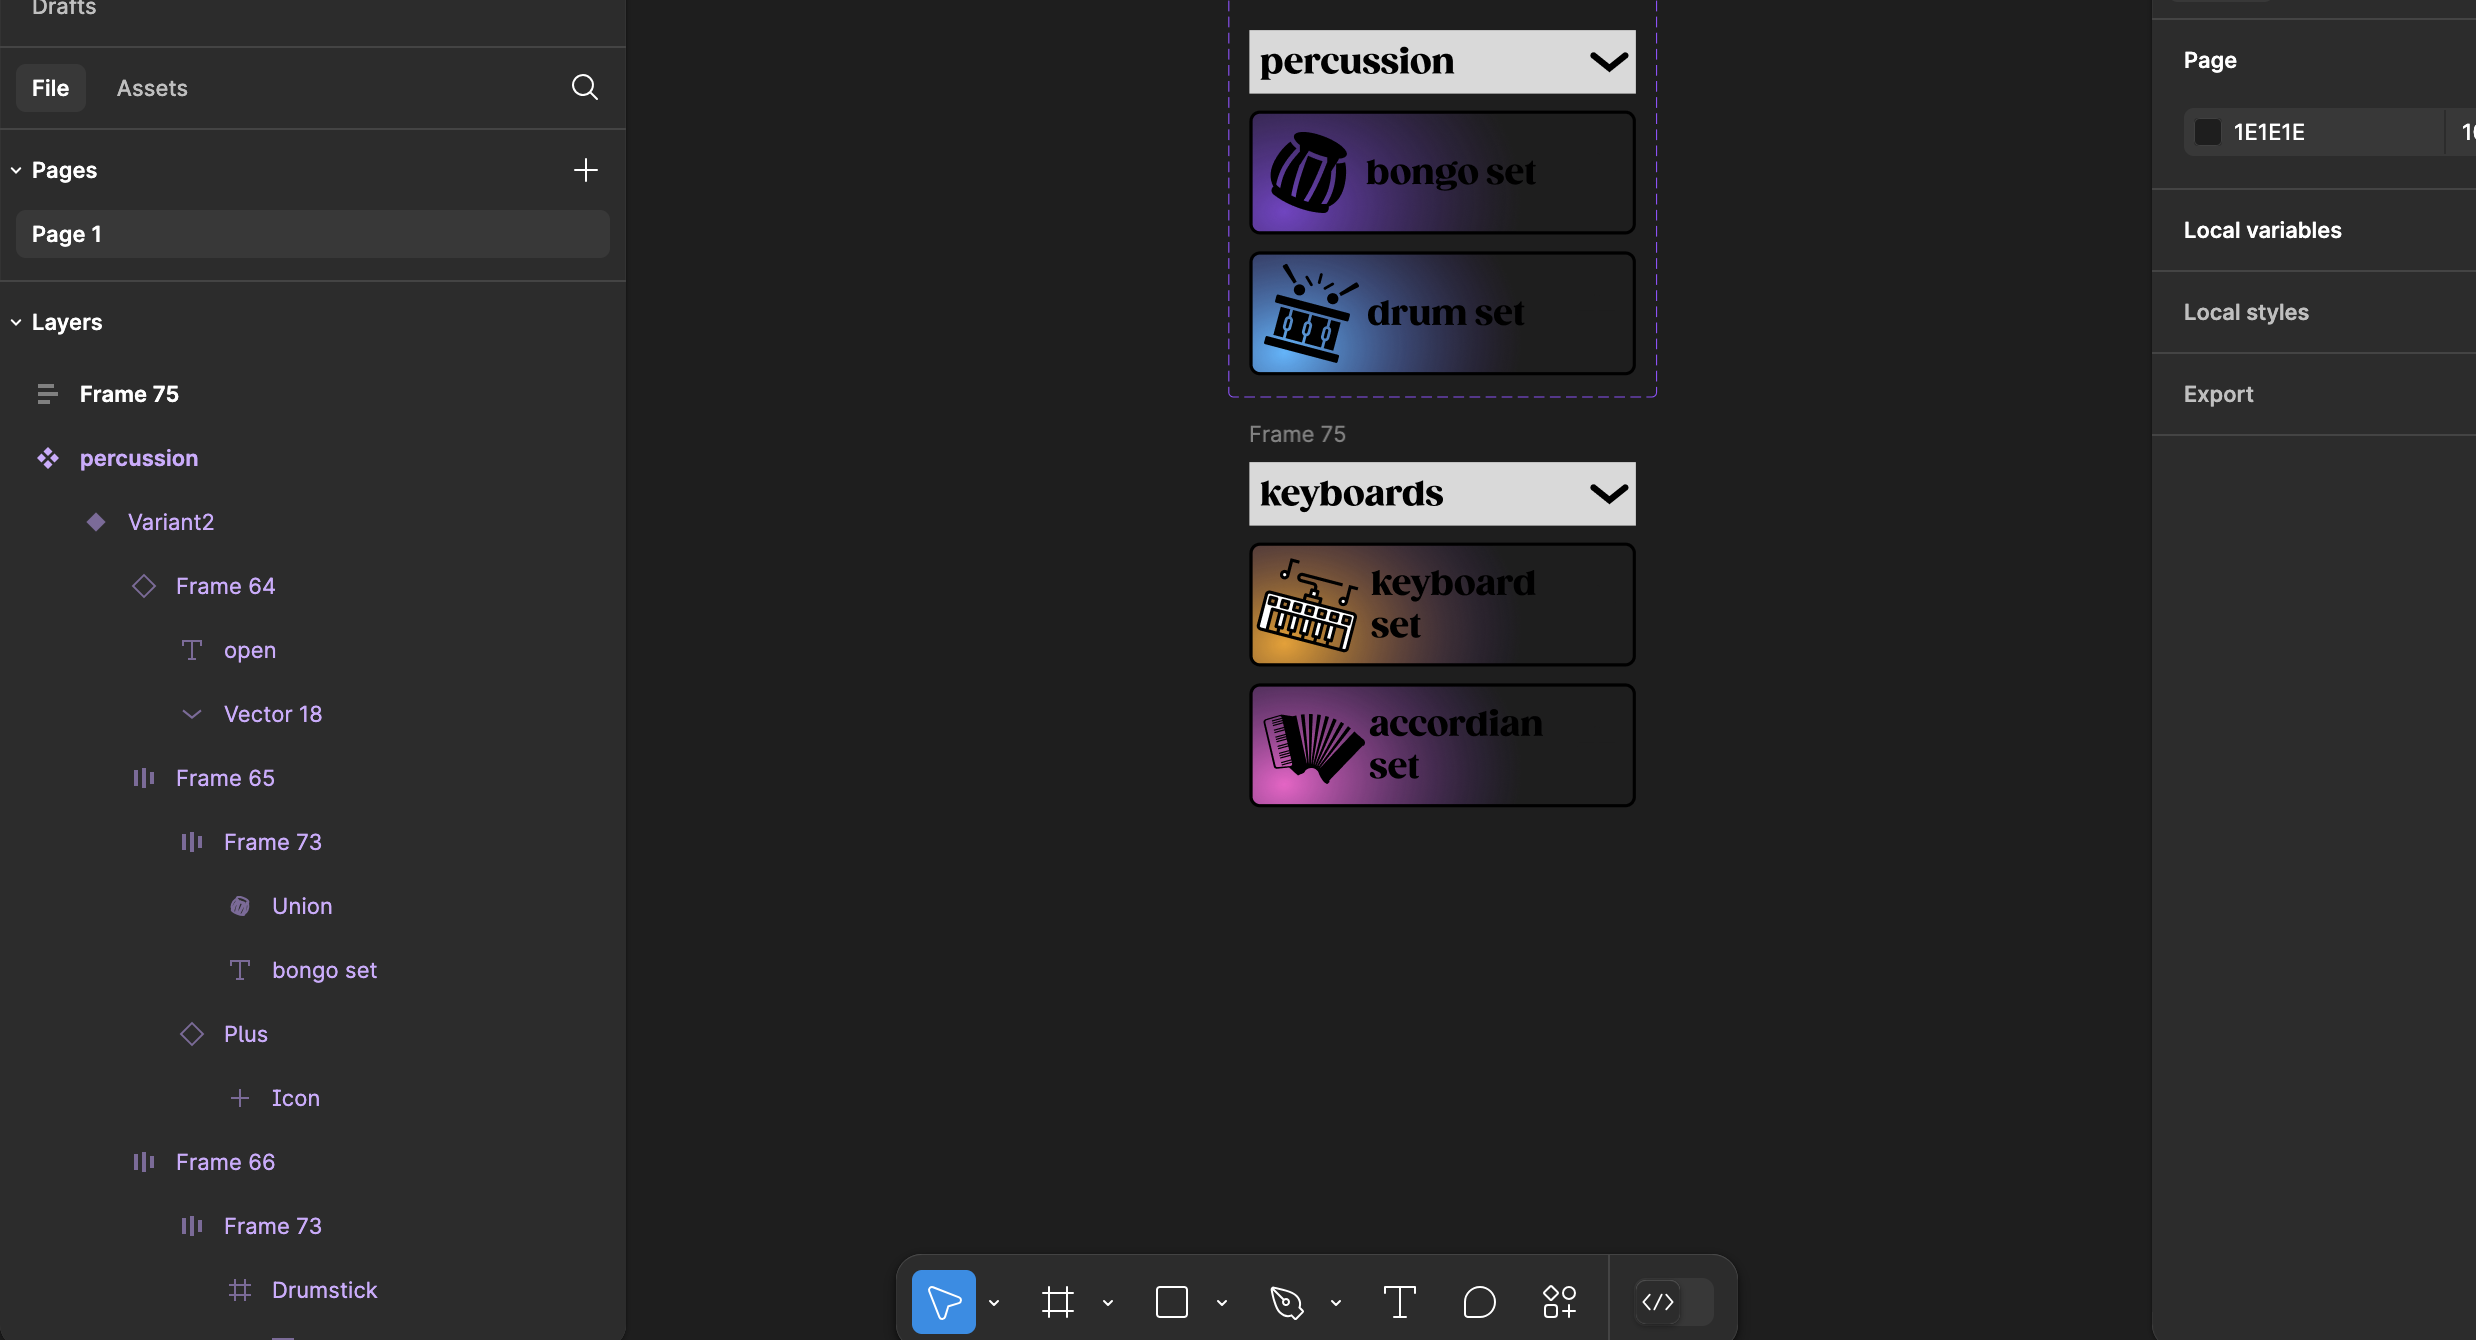 Drafts
File
Assets
Pages
Page 1
Layers
Frame 75
percussion
Variant2
Frame 64
open
Vector 18
Frame 65
Frame 73
Union
bongo set
Plus
Icon
Frame 66
Frame 73
Drumstick
percussion
bongo set
drum set
Frame 75
keyboards
keyboard
set
accordian
set
Page
1E1E1E
Local variables
Local styles
Export